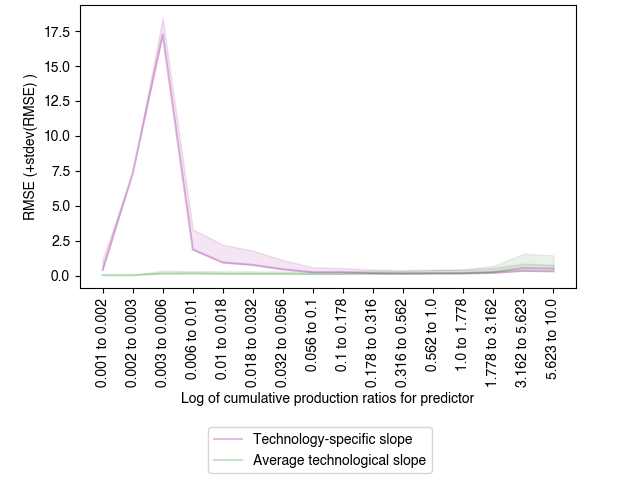 17.5
15.0
12.5
10.0
7.5
5.0
2.5
0.0
RMSE (+stdev(RMSE) )
0.001 to 0.002
0.002 to 0.003
0.003 to 0.006
0.006 to 0.01
0.01 to 0.018
0.018 to 0.032
0.032 to 0.056
0.056 to 0.1
0.1 to 0.178
0.178 to 0.316
0.316 to 0.562
0.562 to 1.0
1.0 to 1.778
1.778 to 3.162
3.162 to 5.623
5.623 to 10.0
Log of cumulative production ratios for predictor
Technology-specific slope
Average technological slope